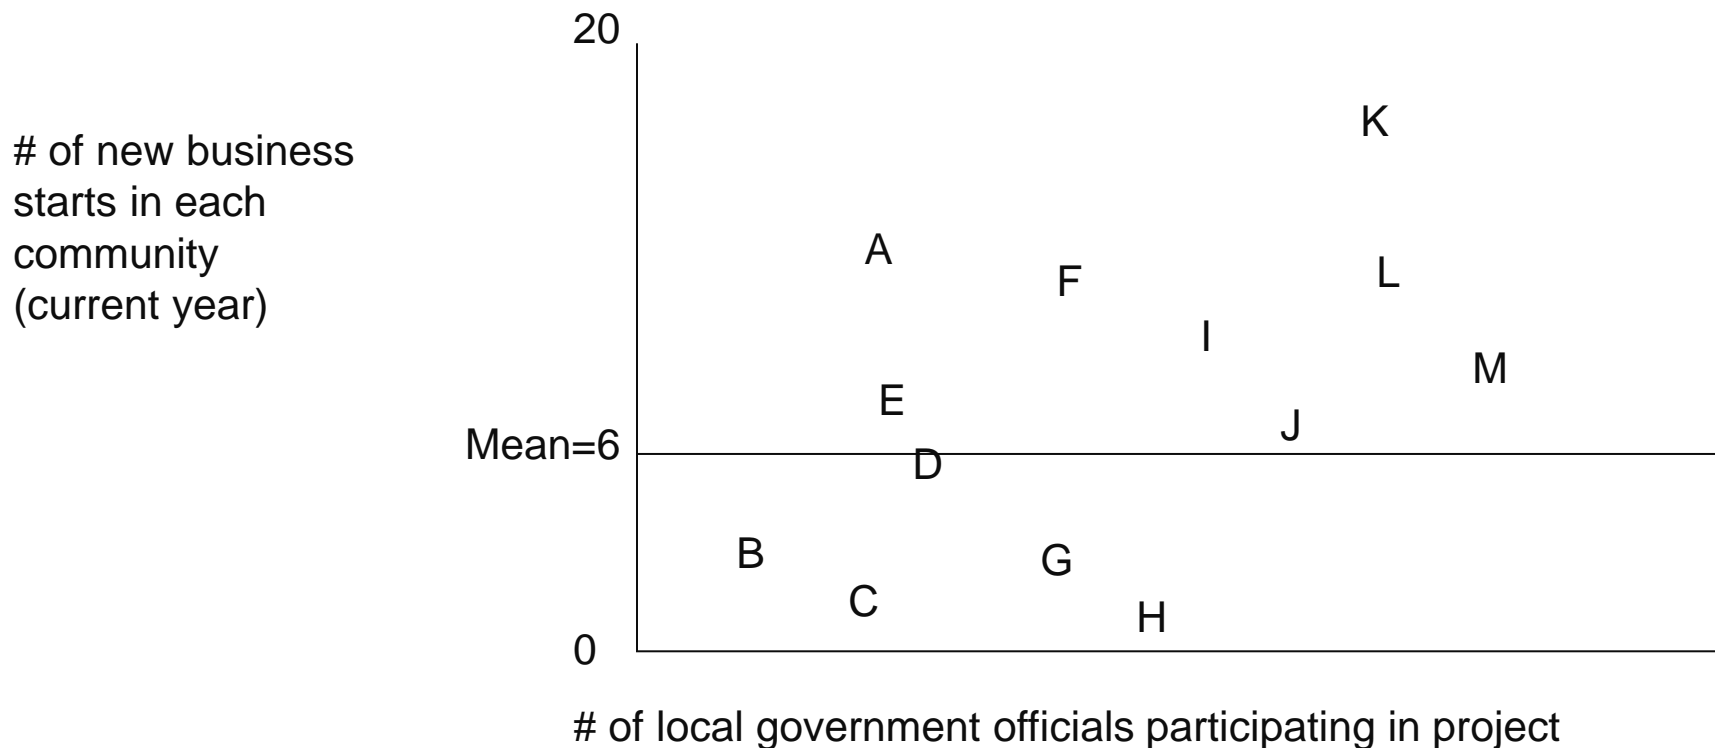 20
# of new business
starts in each
community
(current year)
K
A
F
L
I
M
E
J
Mean=6
D
B
G
C
H
0
# of local government officials participating in project